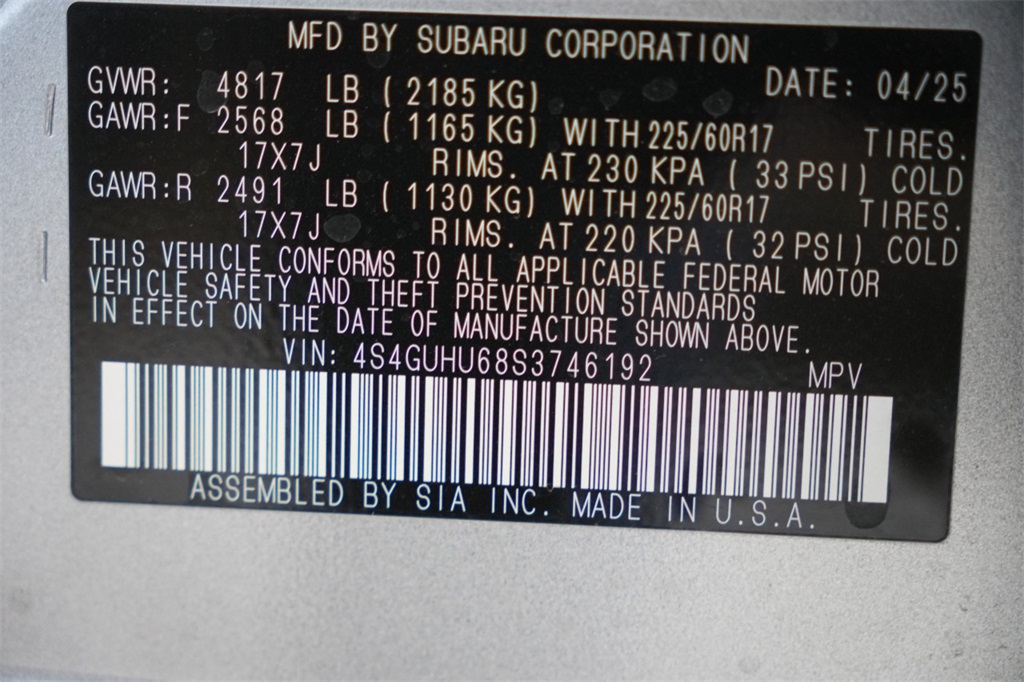 MFD BY SUBARU CORPORATION
GVWR: 4817 LB (2185 KG) DATE: 04/25
GAWR:F 2568 LB (1165 KG) WITH 225/60R17 TIRES.
17X7J RIMS. AT 230 KPA (33 PSI) COLD
GAWR:R 2491 LB (1130 KG) WITH 225/60R17 TIRES.
17X7J RIMS. AT 220 KPA (32 PSI) COLD
THIS VEHICLE CONFORMS TO ALL APPLICABLE FEDERAL MOTOR
VEHICLE SAFETY AND THEFT PREVENTION STANDARDS
IN EFFECT ON THE DATE OF MANUFACTURE SHOWN ABOVE.
VIN: 4S4GUHU68S3746192 MPV
ASSEMBLED BY SIA INC. MADE IN U.S.A.